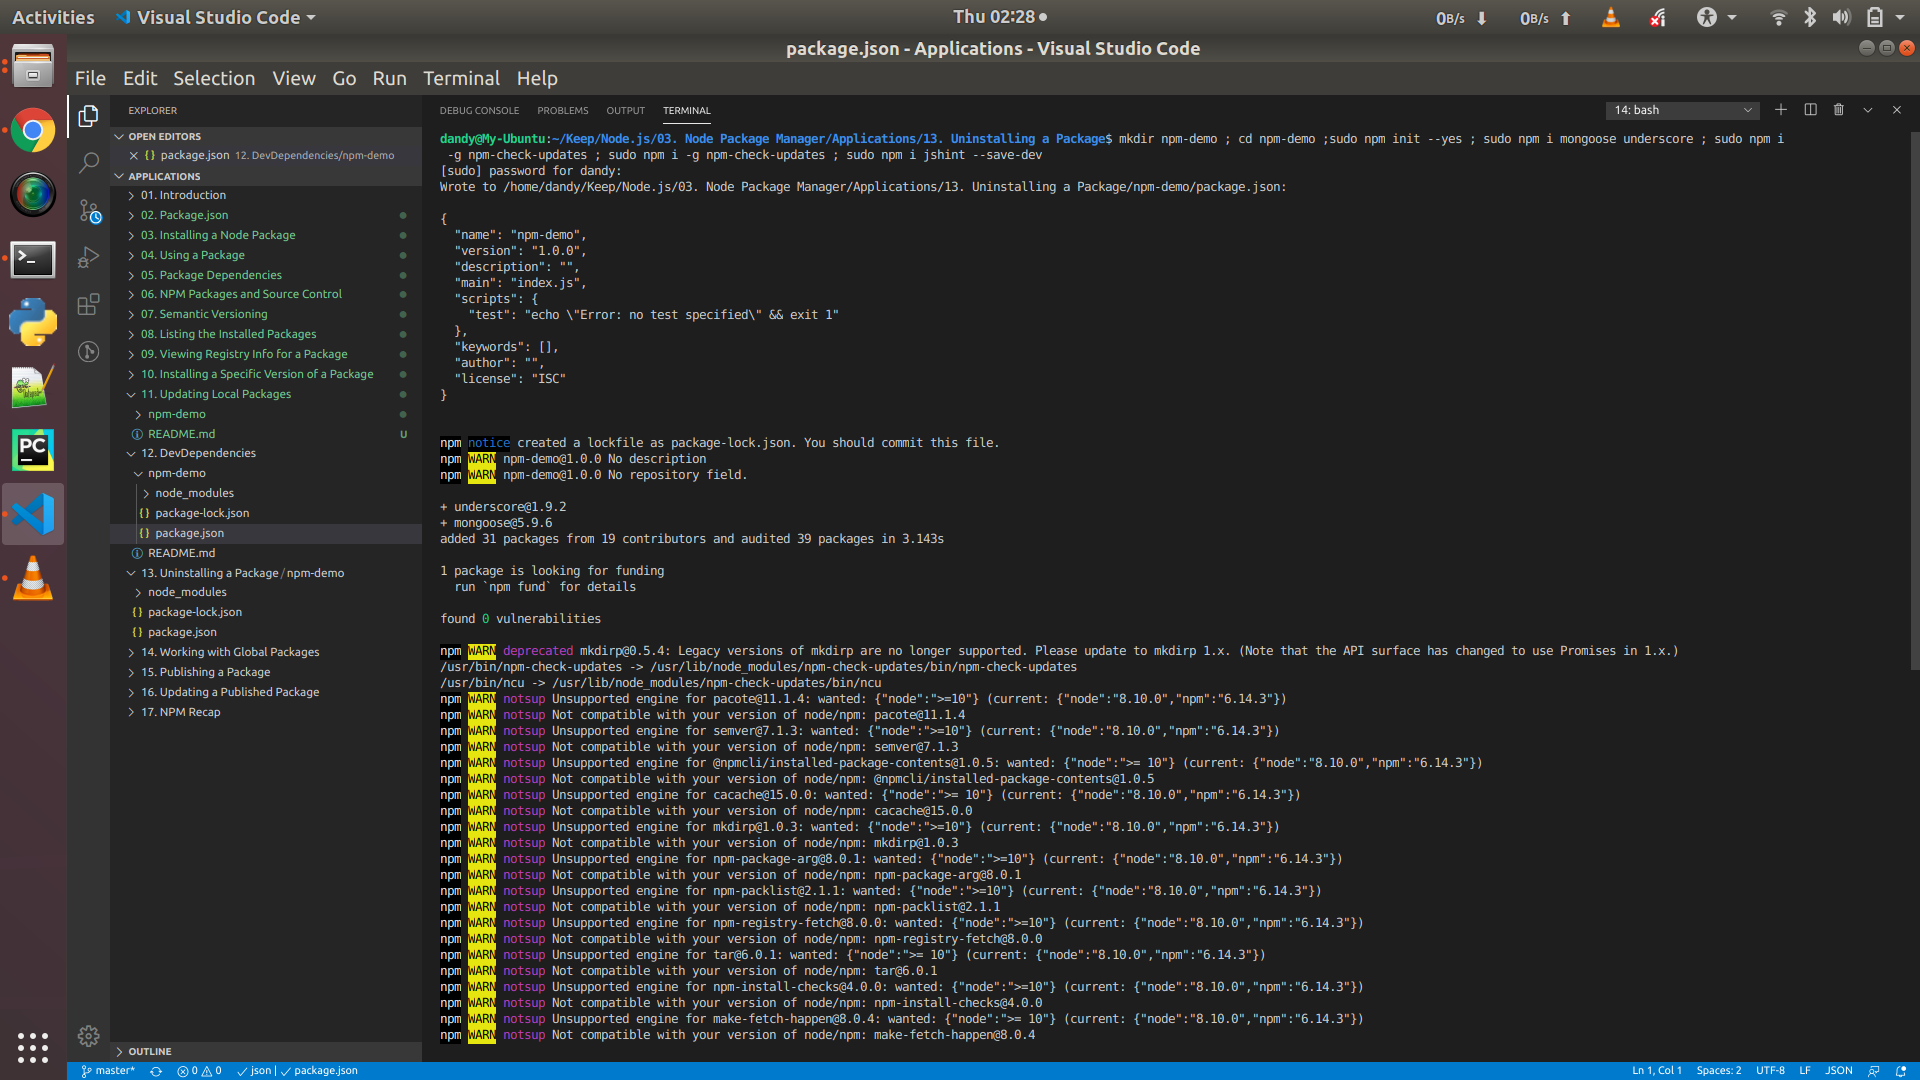 Activities
Visual Studio Code
Thu 02:28
0B/s
0B/s
package.json - Applications - Visual Studio Code
File Edit Selection View Go Run Terminal Help
EXPLORER
OPEN EDITORS
package.json 12. DevDependencies/npm-demo
APPLICATIONS
01. Introduction
02. Package.json
03. Installing a Node Package
04. Using a Package
05. Package Dependencies
06. NPM Packages and Source Control
07. Semantic Versioning
08. Listing the Installed Packages
09. Viewing Registry Info for a Package
10. Installing a Specific Version of a Package
11. Updating Local Packages
npm-demo
README.md U
12. DevDependencies
npm-demo
node_modules
package-lock.json
package.json
README.md
13. Uninstalling a Package / npm-demo
node_modules
package-lock.json
package.json
14. Working with Global Packages
15. Publishing a Package
16. Updating a Published Package
17. NPM Recap
OUTLINE
DEBUG CONSOLE PROBLEMS OUTPUT TERMINAL
14: bash
dandy@My-Ubuntu:~/Keep/Node.js/03. Node Package Manager/Applications/13. Uninstalling a Package$ mkdir npm-demo ; cd npm-demo ;sudo npm init --yes ; sudo npm i mongoose underscore ; sudo npm i
-g npm-check-updates ; sudo npm i -g npm-check-updates ; sudo npm i jshint --save-dev
[sudo] password for dandy:
Wrote to /home/dandy/Keep/Node.js/03. Node Package Manager/Applications/13. Uninstalling a Package/npm-demo/package.json:
{
"name": "npm-demo",
"version": "1.0.0",
"description": "",
"main": "index.js",
"scripts": {
"test": "echo \"Error: no test specified\" && exit 1"
},
"keywords": [],
"author": "",
"license": "ISC"
}
npm notice created a lockfile as package-lock.json. You should commit this file.
npm WARN npm-demo@1.0.0 No description
npm WARN npm-demo@1.0.0 No repository field.
+ underscore@1.9.2
+ mongoose@5.9.6
added 31 packages from 19 contributors and audited 39 packages in 3.143s
1 package is looking for funding
run `npm fund` for details
found 0 vulnerabilities
npm WARN deprecated mkdirp@0.5.4: Legacy versions of mkdirp are no longer supported. Please update to mkdirp 1.x. (Note that the API surface has changed to use Promises in 1.x.)
/usr/bin/npm-check-updates -> /usr/lib/node_modules/npm-check-updates/bin/npm-check-updates
/usr/bin/ncu -> /usr/lib/node_modules/npm-check-updates/bin/ncu
npm WARN notsup Unsupported engine for pacote@11.1.4: wanted: {"node":">=10"} (current: {"node":"8.10.0","npm":"6.14.3"})
npm WARN notsup Not compatible with your version of node/npm: pacote@11.1.4
npm WARN notsup Unsupported engine for semver@7.1.3: wanted: {"node":">=10"} (current: {"node":"8.10.0","npm":"6.14.3"})
npm WARN notsup Not compatible with your version of node/npm: semver@7.1.3
npm WARN notsup Unsupported engine for @npmcli/installed-package-contents@1.0.5: wanted: {"node":">= 10"} (current: {"node":"8.10.0","npm":"6.14.3"})
npm WARN notsup Not compatible with your version of node/npm: @npmcli/installed-package-contents@1.0.5
npm WARN notsup Unsupported engine for cacache@15.0.0: wanted: {"node":">= 10"} (current: {"node":"8.10.0","npm":"6.14.3"})
npm WARN notsup Not compatible with your version of node/npm: cacache@15.0.0
npm WARN notsup Unsupported engine for mkdirp@1.0.3: wanted: {"node":">=10"} (current: {"node":"8.10.0","npm":"6.14.3"})
npm WARN notsup Not compatible with your version of node/npm: mkdirp@1.0.3
npm WARN notsup Unsupported engine for npm-package-arg@8.0.1: wanted: {"node":">=10"} (current: {"node":"8.10.0","npm":"6.14.3"})
npm WARN notsup Not compatible with your version of node/npm: npm-package-arg@8.0.1
npm WARN notsup Unsupported engine for npm-packlist@2.1.1: wanted: {"node":">=10"} (current: {"node":"8.10.0","npm":"6.14.3"})
npm WARN notsup Not compatible with your version of node/npm: npm-packlist@2.1.1
npm WARN notsup Unsupported engine for npm-registry-fetch@8.0.0: wanted: {"node":">=10"} (current: {"node":"8.10.0","npm":"6.14.3"})
npm WARN notsup Not compatible with your version of node/npm: npm-registry-fetch@8.0.0
npm WARN notsup Unsupported engine for tar@6.0.1: wanted: {"node":">= 10"} (current: {"node":"8.10.0","npm":"6.14.3"})
npm WARN notsup Not compatible with your version of node/npm: tar@6.0.1
npm WARN notsup Unsupported engine for npm-install-checks@4.0.0: wanted: {"node":">=10"} (current: {"node":"8.10.0","npm":"6.14.3"})
npm WARN notsup Not compatible with your version of node/npm: npm-install-checks@4.0.0
npm WARN notsup Unsupported engine for make-fetch-happen@8.0.4: wanted: {"node":">= 10"} (current: {"node":"8.10.0","npm":"6.14.3"})
npm WARN notsup Not compatible with your version of node/npm: make-fetch-happen@8.0.4
master* 0 0 json | package.json
Ln 1, Col 1 Spaces: 2 UTF-8 LF JSON
PC